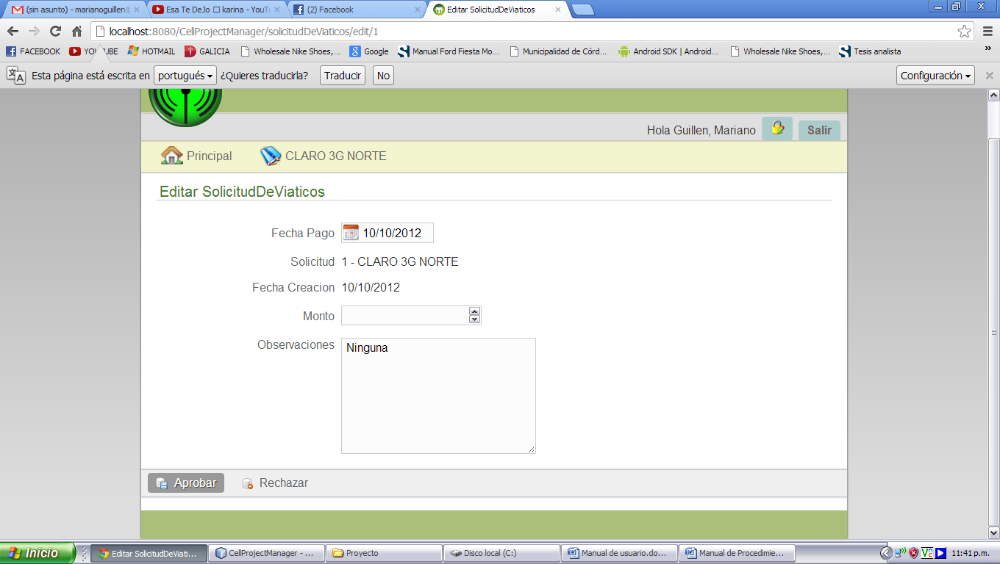 (sin asunto) - marianoguillen@
Esa Te DeJo □ karina - YouTu
(2) Facebook
Editar SolicitudDeViaticos
localhost:8080/CellProjectManager/solicitudDeViaticos/edit/1
FACEBOOK YOUTUBE HOTMAIL GALICIA Wholesale Nike Shoes,... Google Manual Ford Fiesta Mo... Municipalidad de Córd... Android SDK | Android... Wholesale Nike Shoes,... Tesis analista »
Esta página está escrita en portugués ¿Quieres traducirla? Traducir No Configuración
Hola Guillen, Mariano Salir
Principal CLARO 3G NORTE
Editar SolicitudDeViaticos
Fecha Pago 10/10/2012
Solicitud 1 - CLARO 3G NORTE
Fecha Creacion 10/10/2012
Monto
Observaciones Ninguna
Aprobar Rechazar
Inicio Editar SolicitudDeViati... CellProjectManager - ... Proyecto Disco local (C:) Manual de usuario.do... Manual de Procedimie... 11:41 p.m.